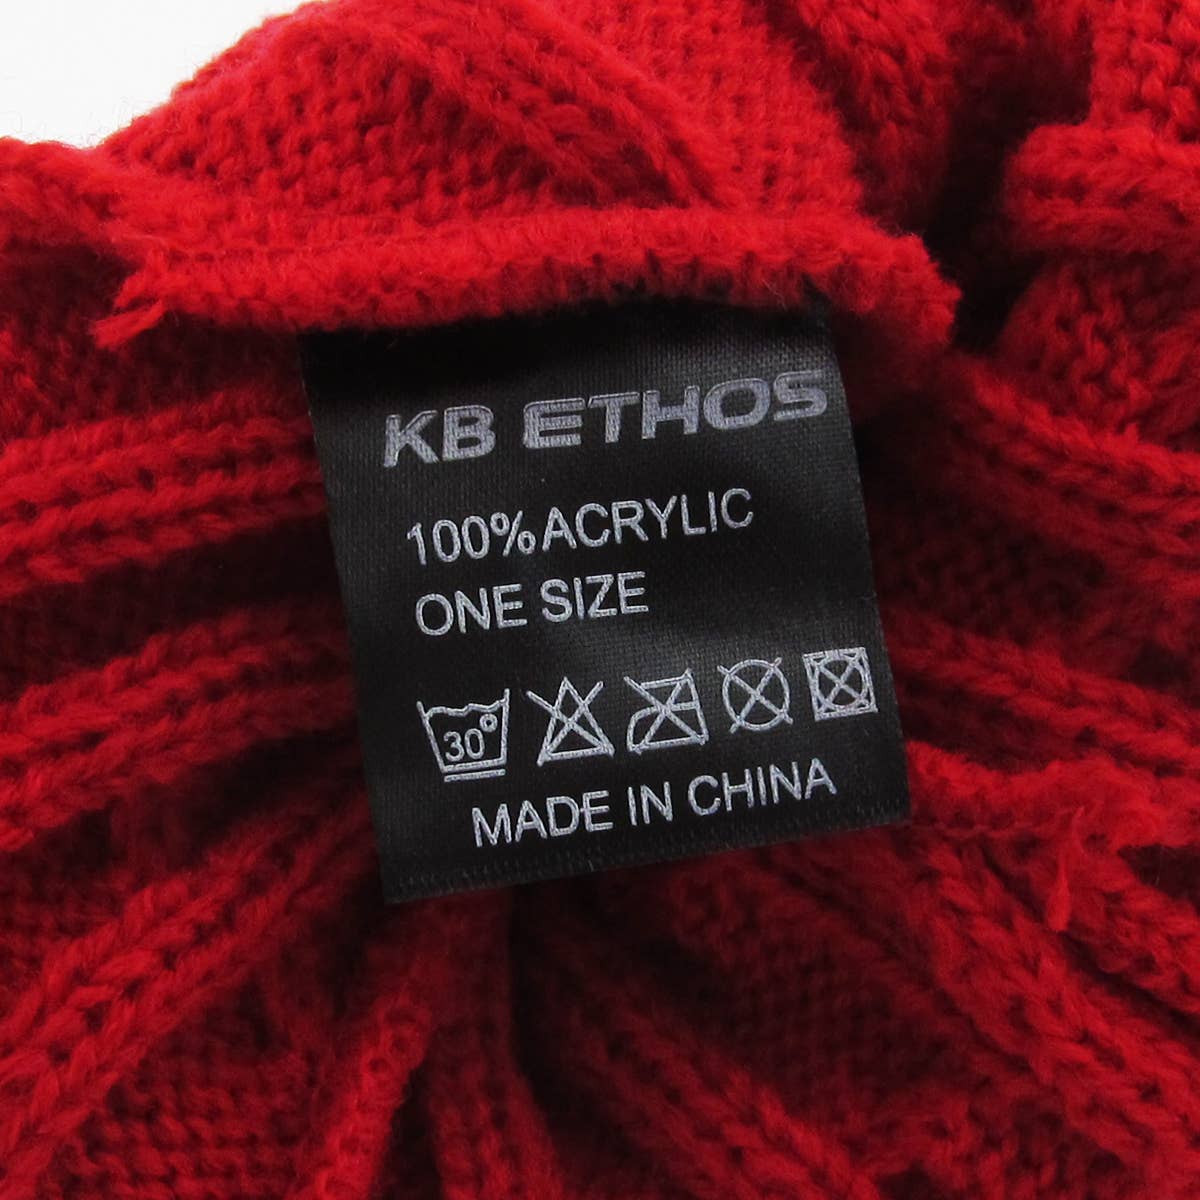 KB ETHOS
100%ACRYLIC
ONE SIZE
30°
MADE IN CHINA